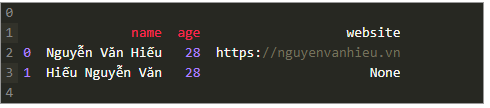 0
1 name age website
2 0 Nguyễn Văn Hiếu 28 https://nguyenvanhieu.vn
3 1 Hiếu Nguyễn Văn 28 None
4